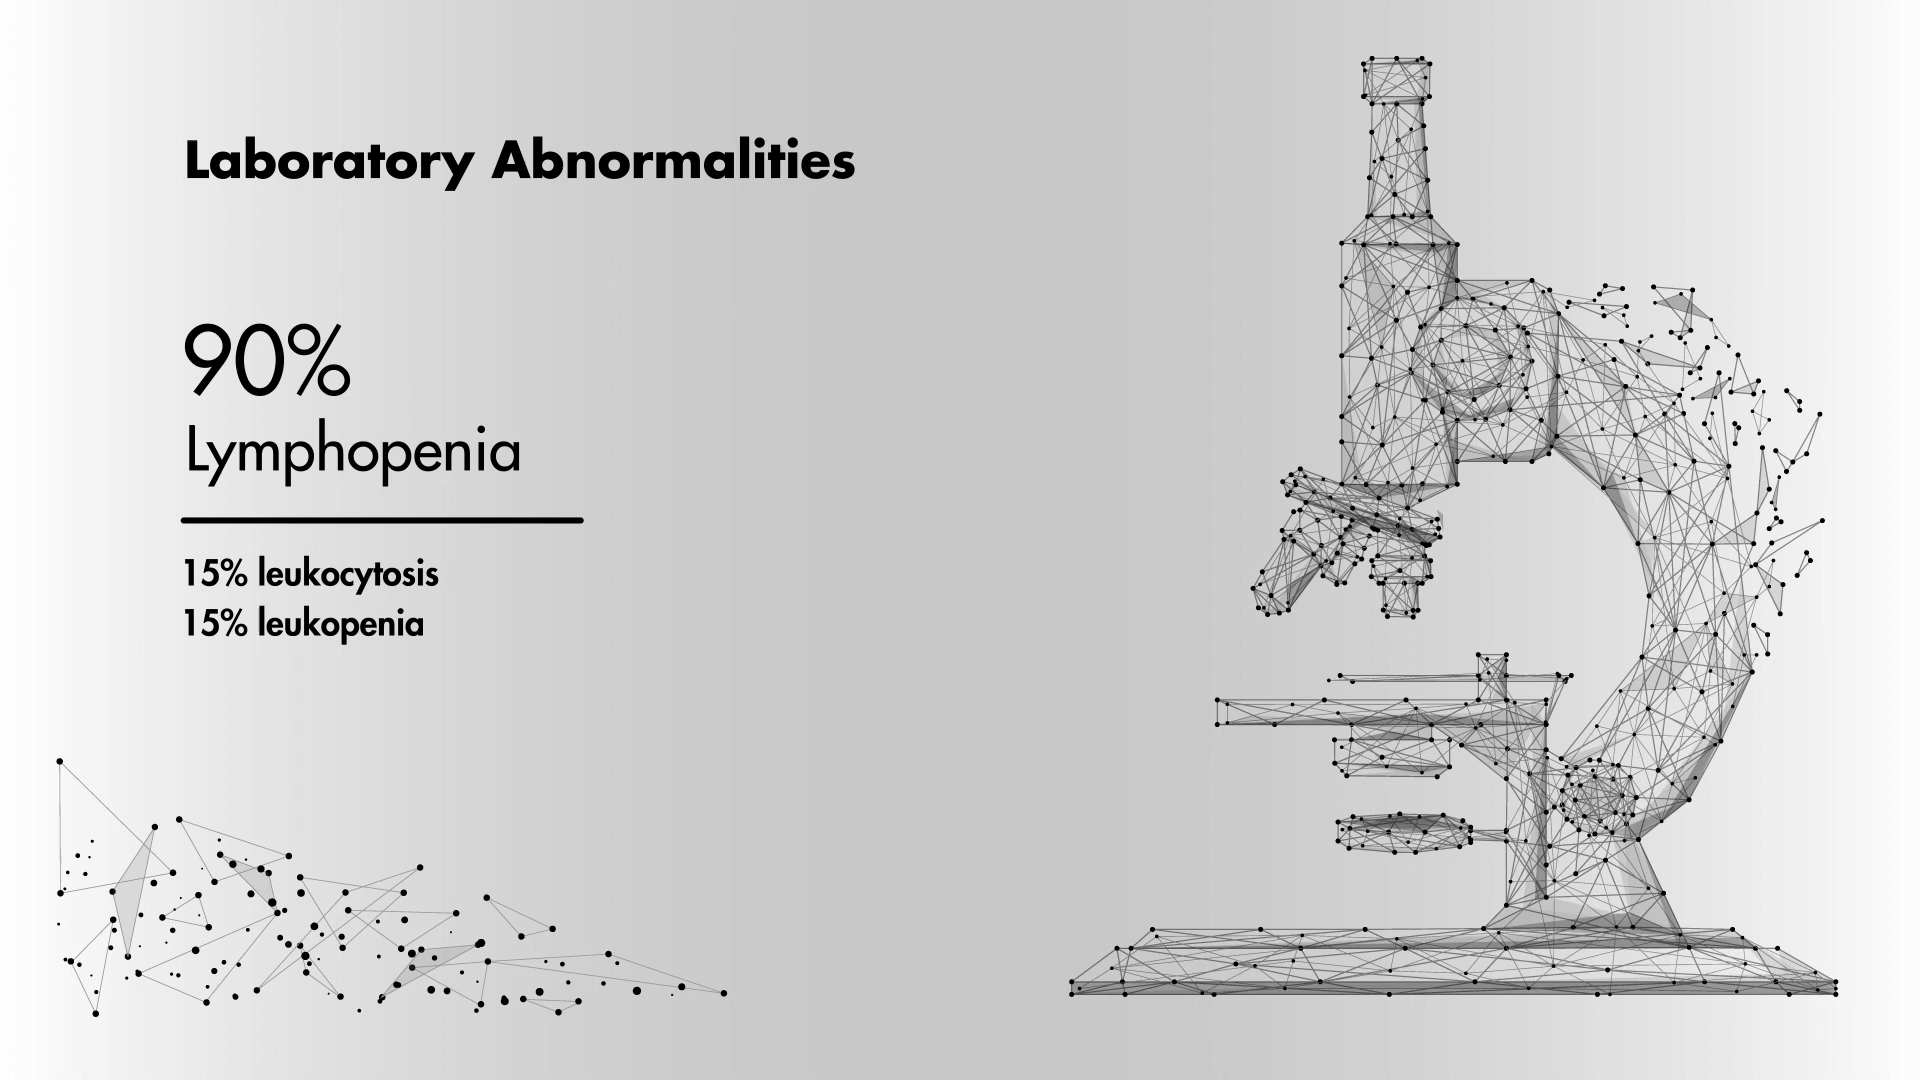 Laboratory Abnormalities
90%
Lymphopenia
15% leukocytosis
15% leukopenia